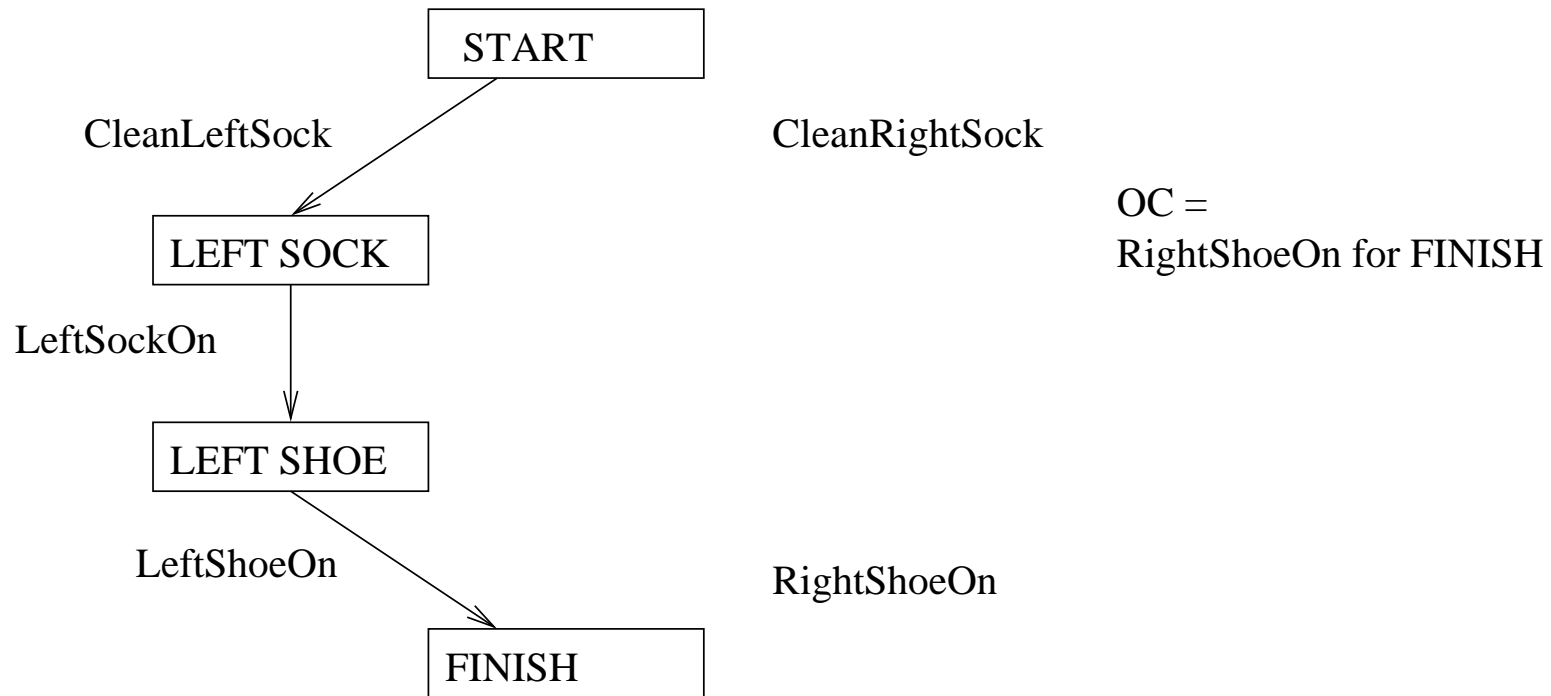 START
CleanLeftSock
CleanRightSock
OC =
RightShoeOn for FINISH
LEFT SOCK
LeftSockOn
LEFT SHOE
LeftShoeOn
RightShoeOn
FINISH